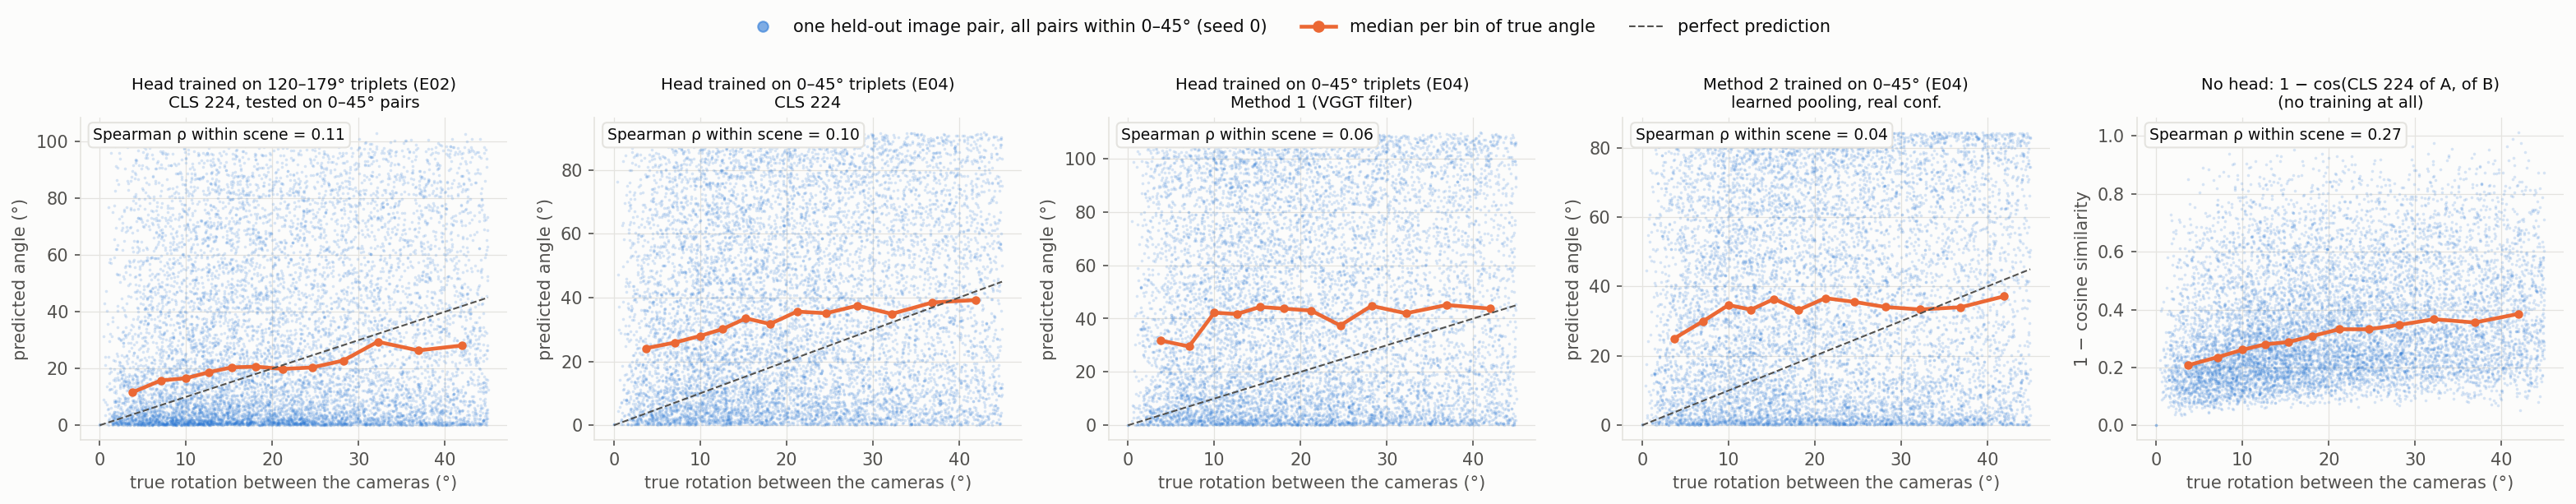 one held-out image pair, all pairs within 0–45° (seed 0)
median per bin of true angle
perfect prediction
Head trained on 120–179° triplets (E02)
CLS 224, tested on 0–45° pairs
Spearman ρ within scene = 0.11
100
80
60
40
20
0
predicted angle (°)
0 10 20 30 40
true rotation between the cameras (°)
Head trained on 0–45° triplets (E04)
CLS 224
Spearman ρ within scene = 0.10
80
60
40
20
0
predicted angle (°)
0 10 20 30 40
true rotation between the cameras (°)
Head trained on 0–45° triplets (E04)
Method 1 (VGGT filter)
Spearman ρ within scene = 0.06
100
80
60
40
20
0
predicted angle (°)
0 10 20 30 40
true rotation between the cameras (°)
Method 2 trained on 0–45° (E04)
learned pooling, real conf.
Spearman ρ within scene = 0.04
80
60
40
20
0
predicted angle (°)
0 10 20 30 40
true rotation between the cameras (°)
No head: 1 − cos(CLS 224 of A, of B)
(no training at all)
Spearman ρ within scene = 0.27
1.0
0.8
0.6
0.4
0.2
0.0
1 − cosine similarity
0 10 20 30 40
true rotation between the cameras (°)